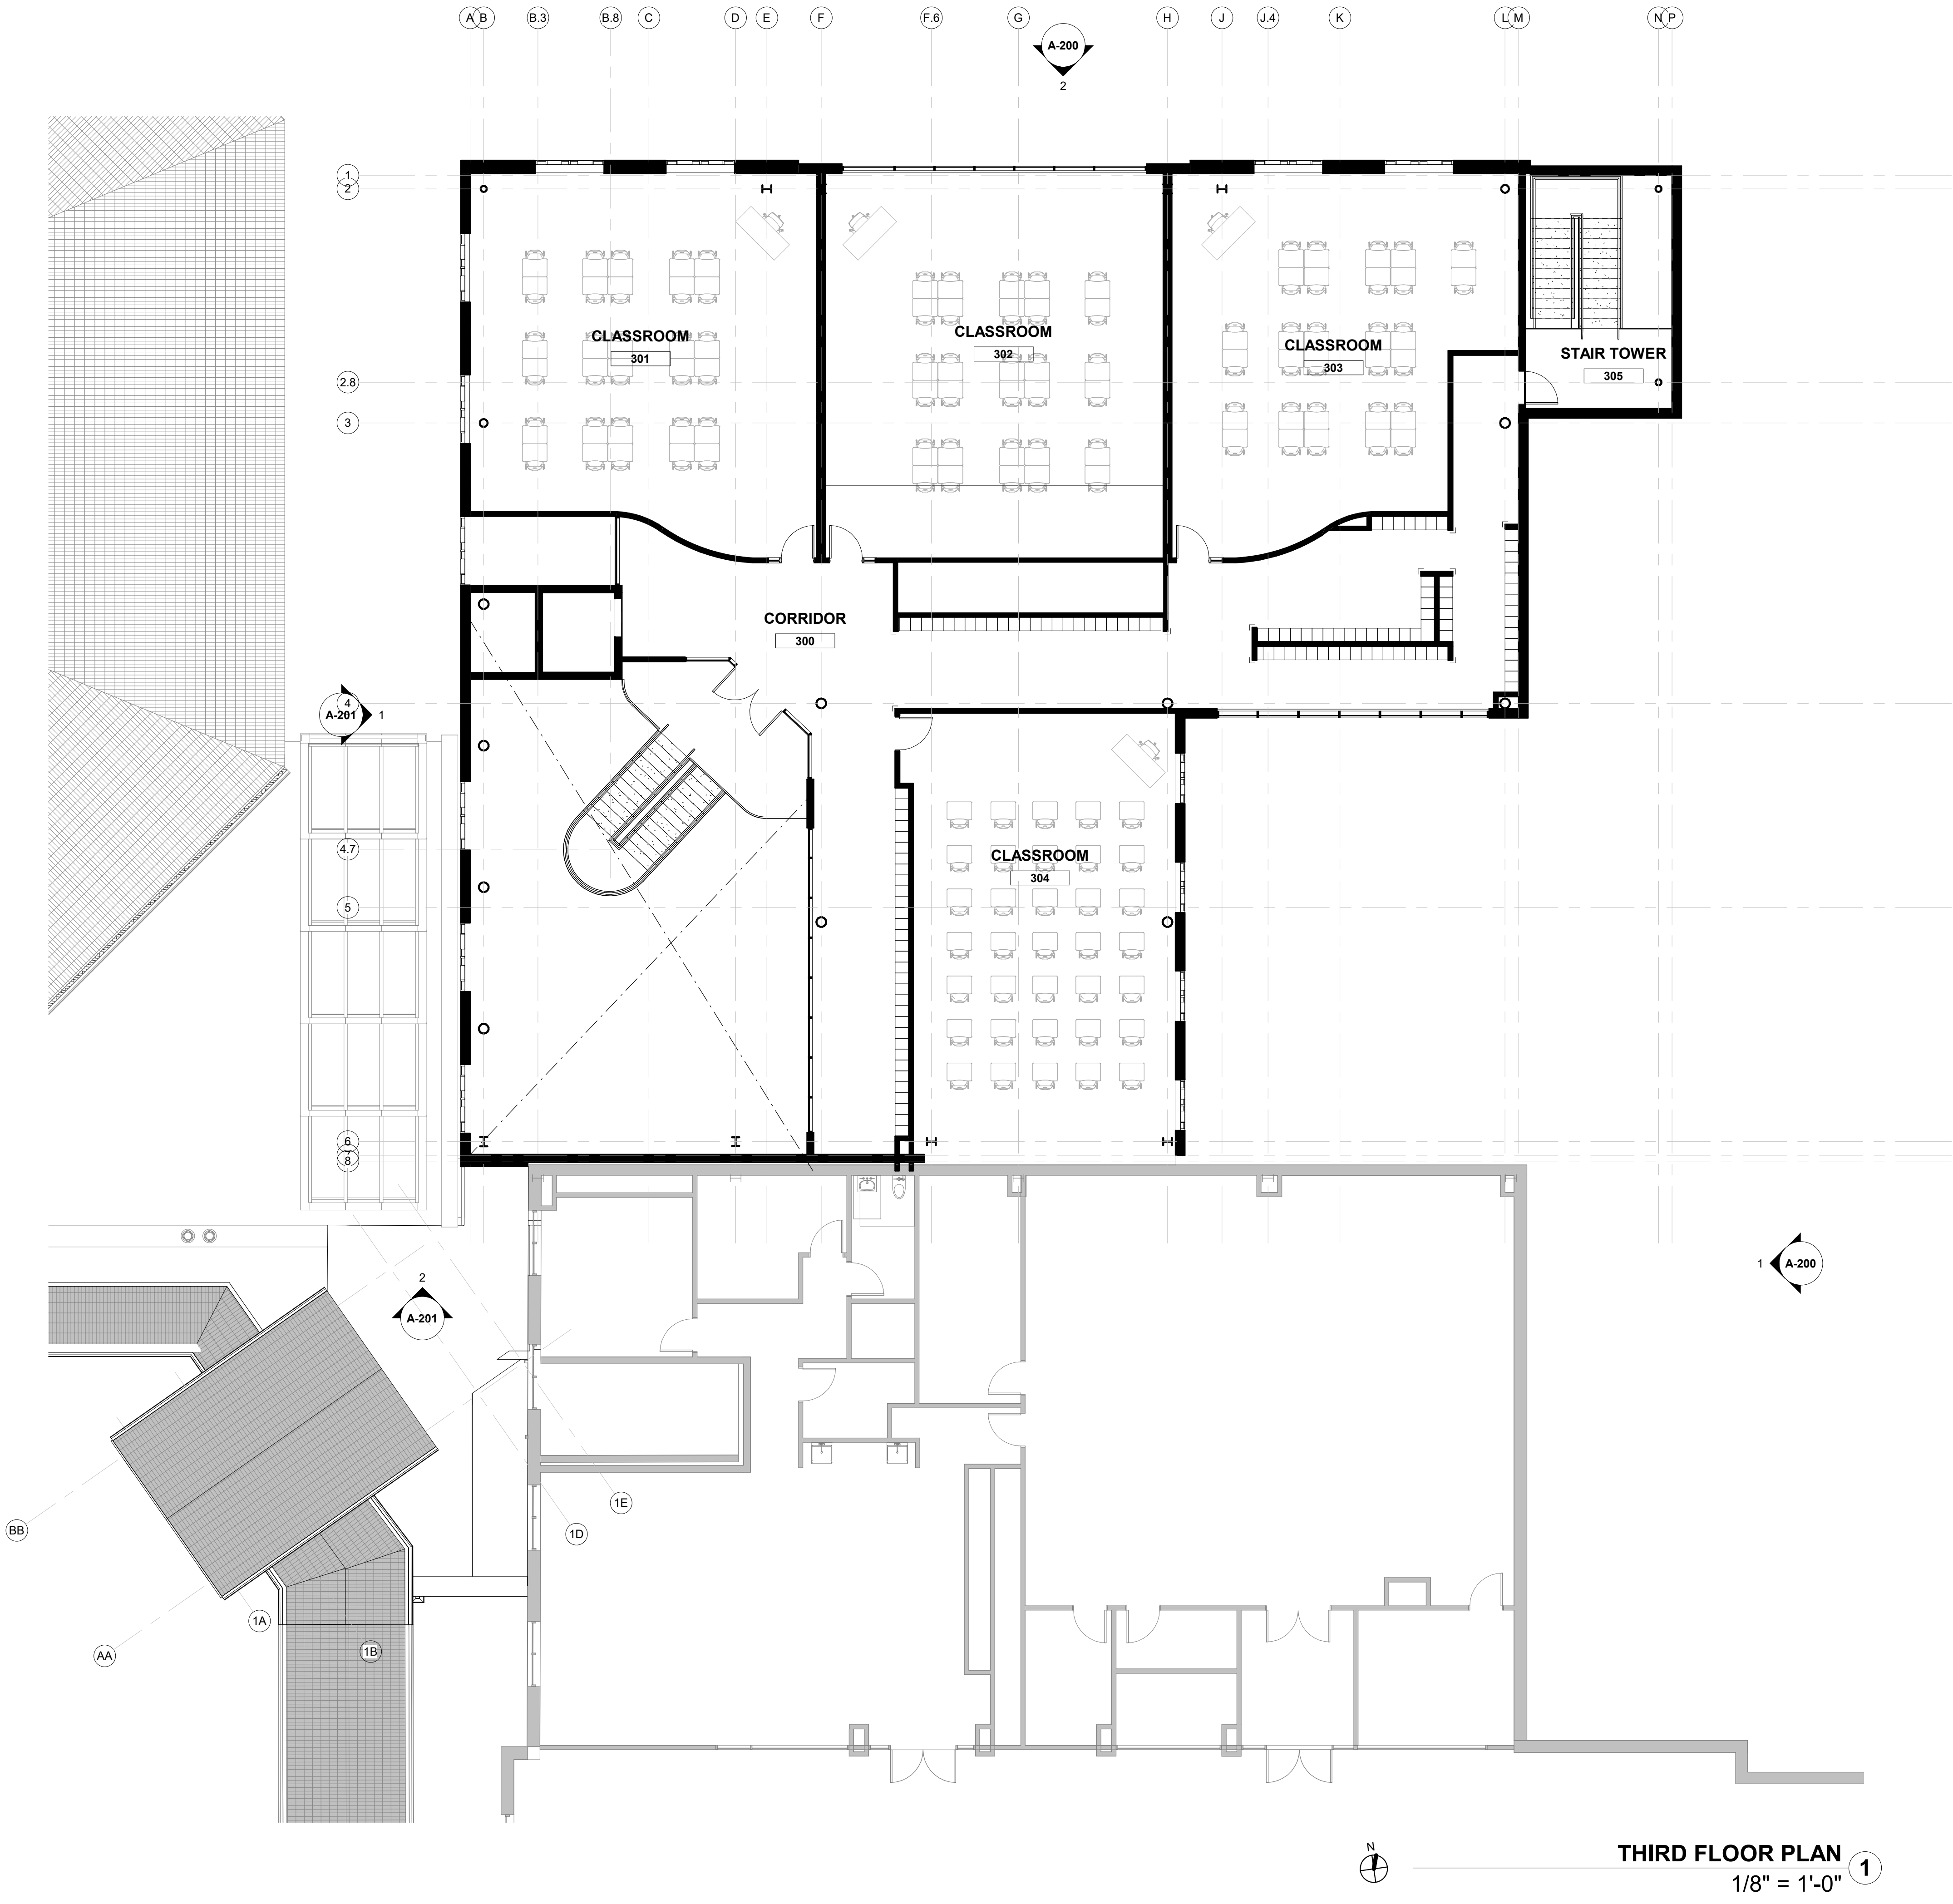 A B B.3 B.8 C D E F F.6 G H J J.4 K L M N P
A-200
2
1
2
CLASSROOM
301
CLASSROOM
302
CLASSROOM
303
STAIR TOWER
305
2.8
3
CORRIDOR
300
4
A-201 1
4.7
CLASSROOM
304
5
6
7
8
1 A-200
2
A-201
1E
BB
1D
1A
1B
AA
N
THIRD FLOOR PLAN 1
1/8" = 1'-0"